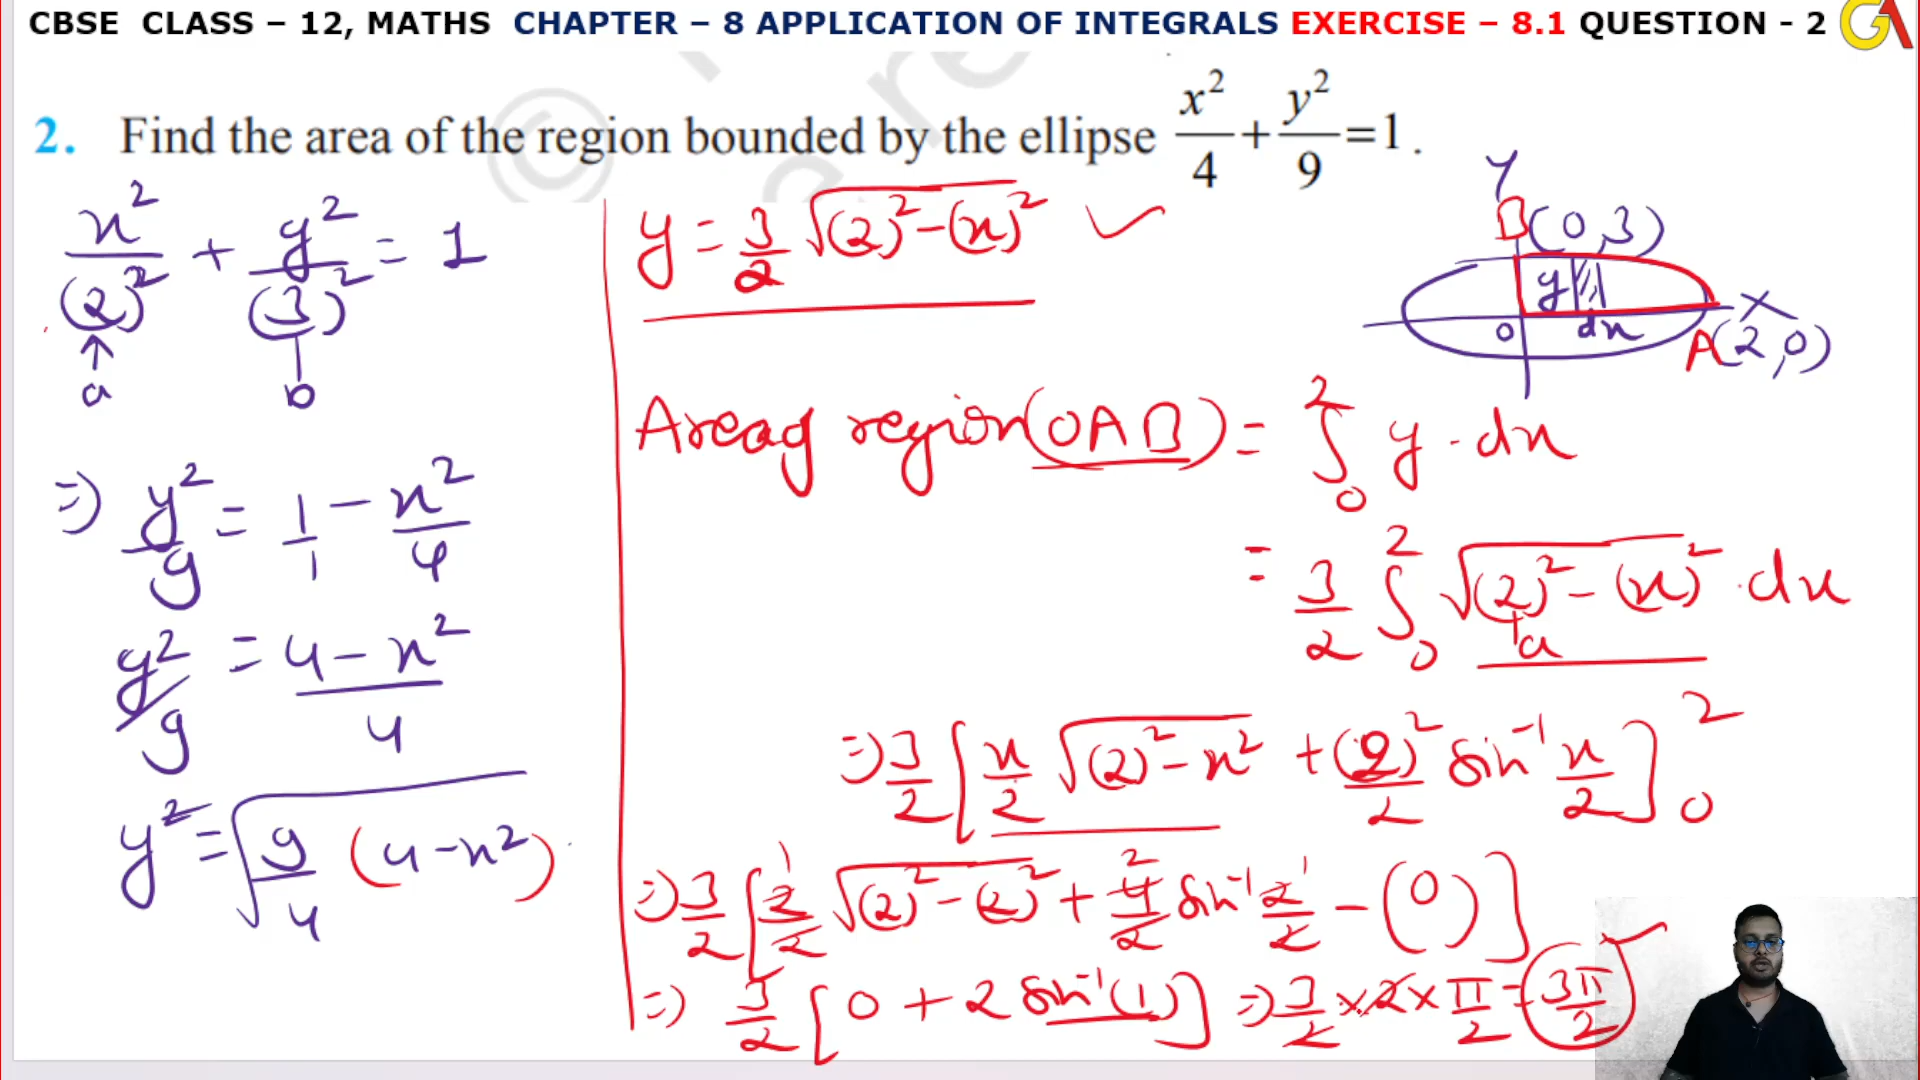 CBSE CLASS – 12, MATHS CHAPTER – 8 APPLICATION OF INTEGRALS EXERCISE – 8.1 QUESTION - 2 GA
2. Find the area of the region bounded by the ellipse x²/4 + y²/9 = 1 .
x²/(2)² + y²/(3)² = 1
a b
⇒ y²/9 = 1/1 − x²/4
y²/9 = (4 − x²)/4
y² = √(9/4 (4 − x²))
y = 3/2 √((2)² − (x)²) ✓
Y
B(0,3)
y
0 dx X
A(2,0)
Area of region (OAB) = ∫₀² y · dx
= 3/2 ∫₀² √((2)² − (x)²) · dx
a
⇒ 3/2 [x/2 √((2)² − x²) + (2)²/2 sin⁻¹ x/2]₀²
⇒ 3/2 [2/2 √((2)² − (2)²) + 4/2 sin⁻¹ 2/2 − (0)]
⇒ 3/2 [0 + 2 sin⁻¹(1)] ⇒ 3/2 × 2 × π/2 = 3π/2